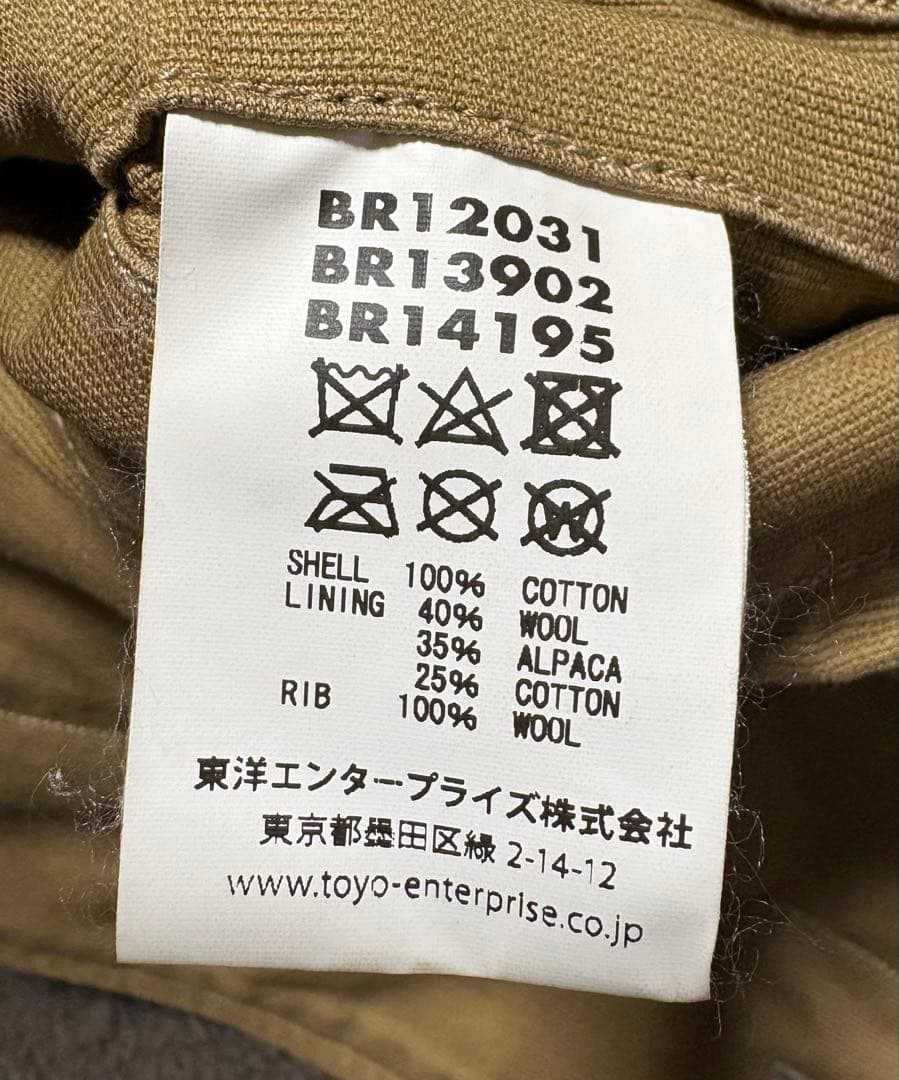 BR12031
BR13902
BR14195
SHELL 100% COTTON
LINING 40% WOOL
35% ALPACA
25% COTTON
RIB 100% WOOL
東洋エンタープライズ株式会社
東京都墨田区緑 2-14-12
www.toyo-enterprise.co.jp